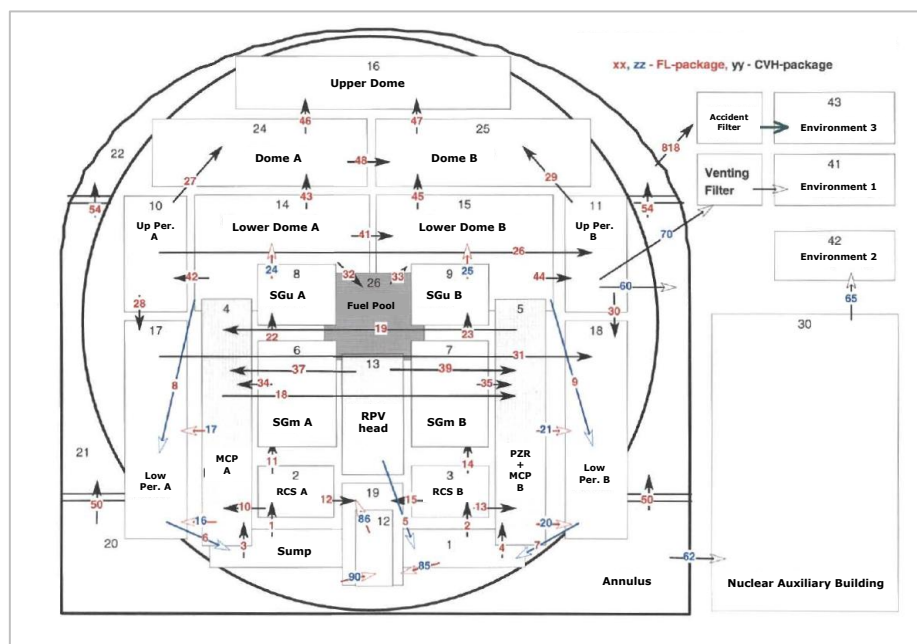 xx, zz - FL-package, yy - CVH-package
16
Upper Dome
46
47
24
Dome A
25
Dome B
48
22
27
29
43
45
818
Accident
Filter
43
Environment 3
Venting
Filter
41
Environment 1
42
Environment 2
54
54
10
Up Per.
A
14
Lower Dome A
15
Lower Dome B
11
Up Per.
B
41
26
70
24
25
32
33
42
44
60
65
8
SGu A
26
Fuel Pool
9
SGu B
28
30
17
4
5
18
30
22
19
23
6
7
31
13
37
39
34
35
18
8
9
SGm A
RPV
head
SGm B
17
21
21
11
14
MCP
A
PZR
+
MCP
B
Low
Per. A
Low
Per. B
2
RCS A
19
3
RCS B
50
50
10
12
15
13
16
86
12
5
20
1
2
6
7
20
3
4
Sump
1
90
85
62
Annulus
Nuclear Auxiliary Building